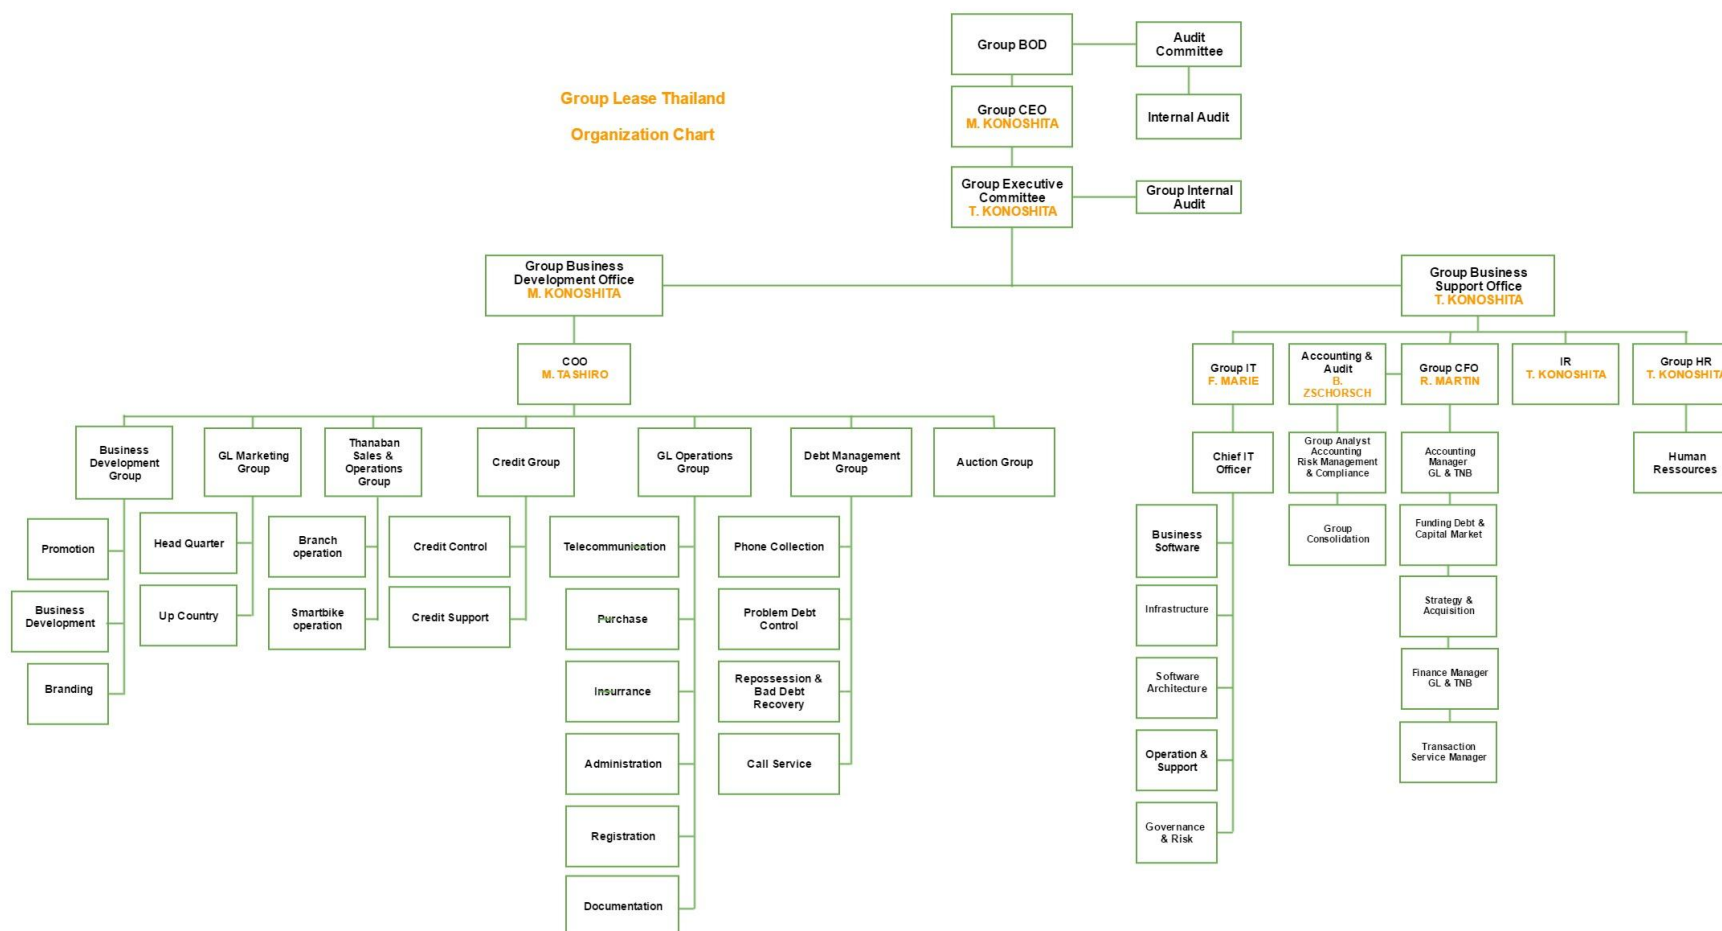 Group BOD
Audit
Committee
Group Lease Thailand
Organization Chart
Group CEO
M. KONOSHITA
Internal Audit
Group Executive
Committee
T. KONOSHITA
Group Internal
Audit
Group Business
Development Office
M. KONOSHITA
Group Business
Support Office
T. KONOSHITA
COO
M. TASHIRO
Group IT
F. MARIE
Accounting &
Audit
B.
ZSCHORSCH
Group CFO
R. MARTIN
IR
T. KONOSHITA
Group HR
T. KONOSHITA
Business
Development
Group
GL Marketing
Group
Thanaban
Sales &
Operations
Group
Credit Group
GL Operations
Group
Debt Management
Group
Auction Group
Chief IT
Officer
Group Analyst
Accounting
Risk Management
& Compliance
Accounting
Manager
GL & TNB
Human
Ressources
Promotion
Business
Development
Branding
Head Quarter
Up Country
Branch
operation
Smartbike
operation
Credit Control
Credit Support
Telecommunication
Purchase
Insurrance
Administration
Registration
Documentation
Phone Collection
Problem Debt
Control
Repossession &
Bad Debt
Recovery
Call Service
Business
Software
Infrastructure
Software
Architecture
Operation &
Support
Governance
& Risk
Group
Consolidation
Funding Debt &
Capital Market
Strategy &
Acquisition
Finance Manager
GL & TNB
Transaction
Service Manager